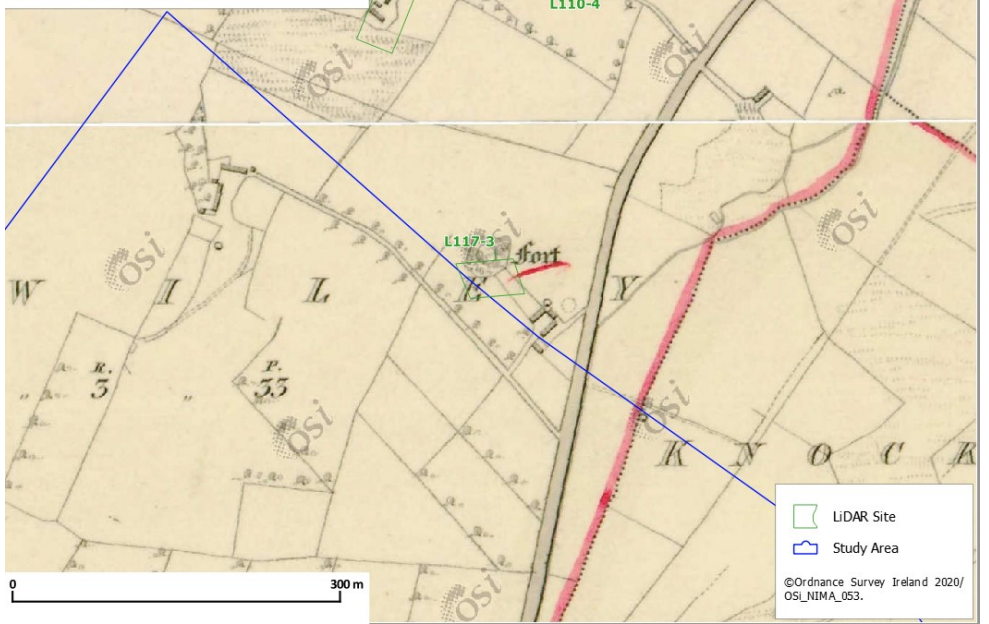 L110-4
OSi
OSi
L117-3
OSi
Fort
OSi
OSi
W I L E Y
R. P.
" 3 " 33
OSi
OSi
K N O C K
LiDAR Site
Study Area
©Ordnance Survey Ireland 2020/
OSi_NIMA_053.
0 300 m
OSi